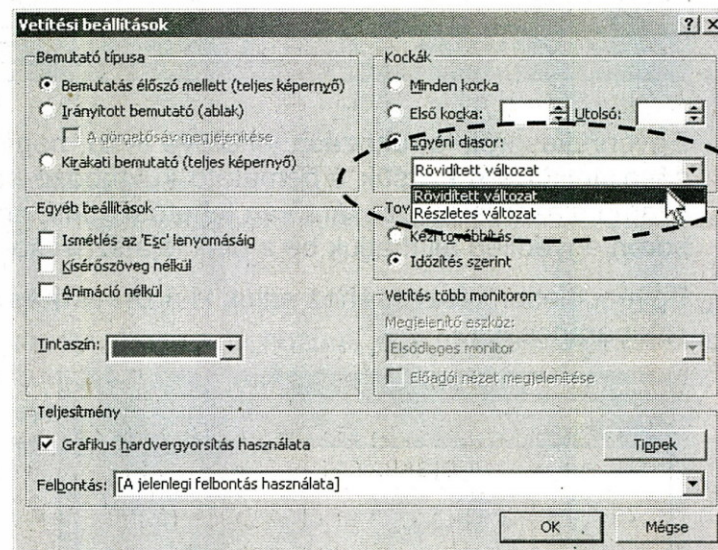 Vetítési beállítások
Bemutató típusa
Bemutatás élőszó mellett (teljes képernyő)
Irányított bemutató (ablak)
A görgetősáv megjelenítése
Kirakati bemutató (teljes képernyő)
Kockák
Minden kocka
Első kocka: Utolsó:
Egyéni diasor:
Rövidített változat
Rövidített változat
Részletes változat
Egyéb beállítások
Ismétlés az 'Esc' lenyomásáig
Kísérőszöveg nélkül
Animáció nélkül
Tintaszín:
Tov
Kézi továbbítás
Időzítés szerint
Vetítés több monitoron
Megjelenítő eszköz:
Elsődleges monitor
Előadói nézet megjelenítése
Teljesítmény
Grafikus hardvergyorsítás használata
Tippek
Felbontás: [A jelenlegi felbontás használata]
OK Mégse